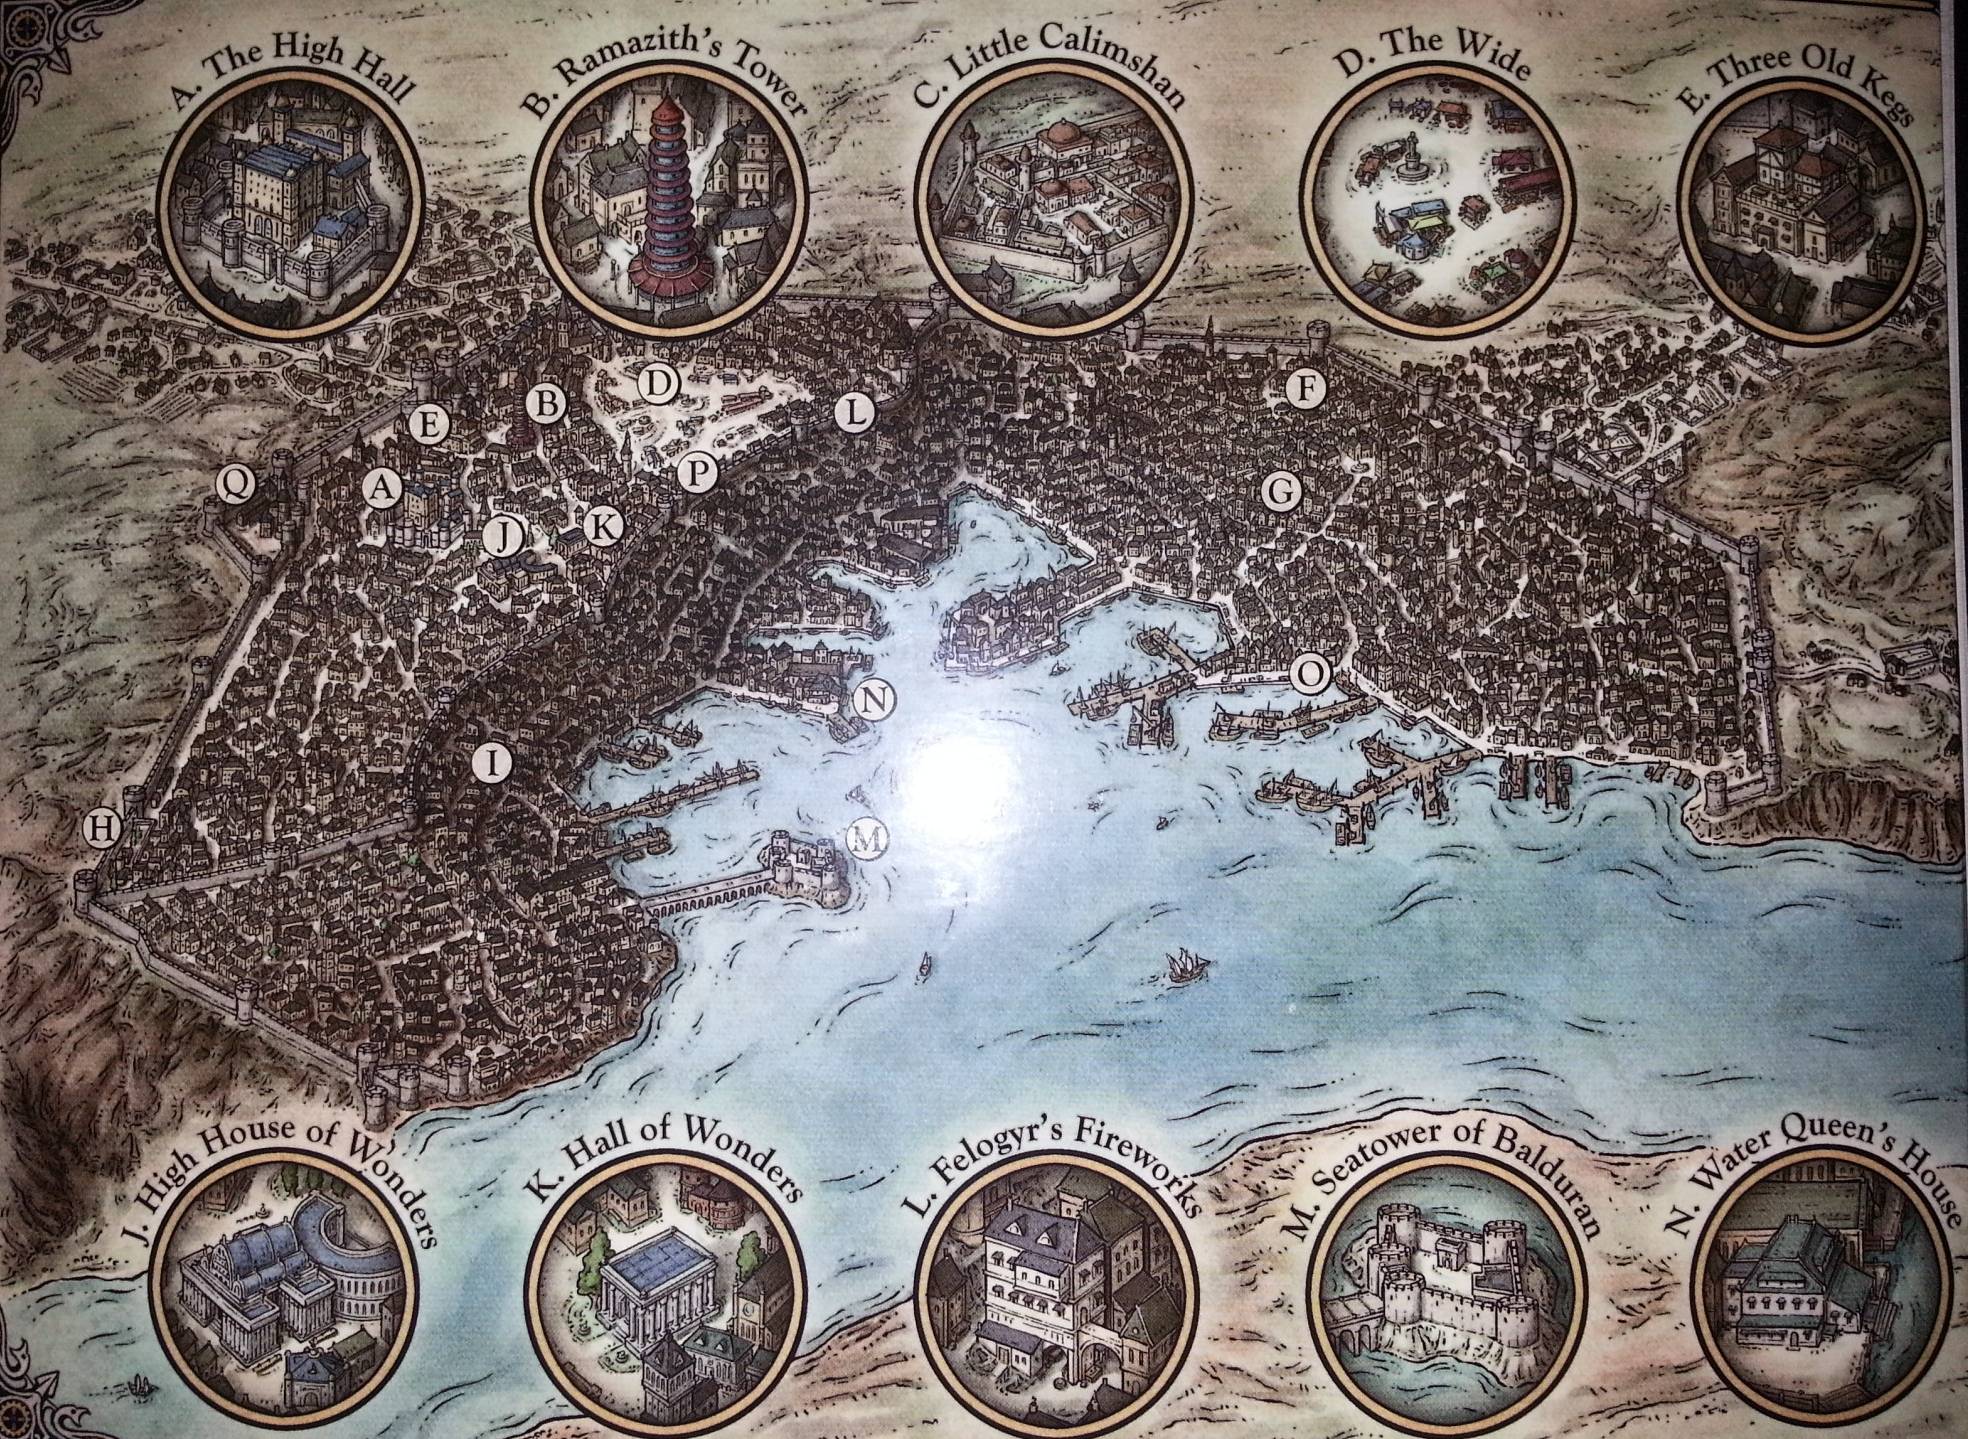 A. The High Hall
B. Ramazith's Tower
C. Little Calimshan
D. The Wide
E. Three Old Kegs
D
B
F
L
E
P
Q
A
G
J
K
O
N
I
H
M
J. High House of Wonders
K. Hall of Wonders
L. Felogyr's Fireworks
M. Seatower of Balduran
N. Water Queen's House